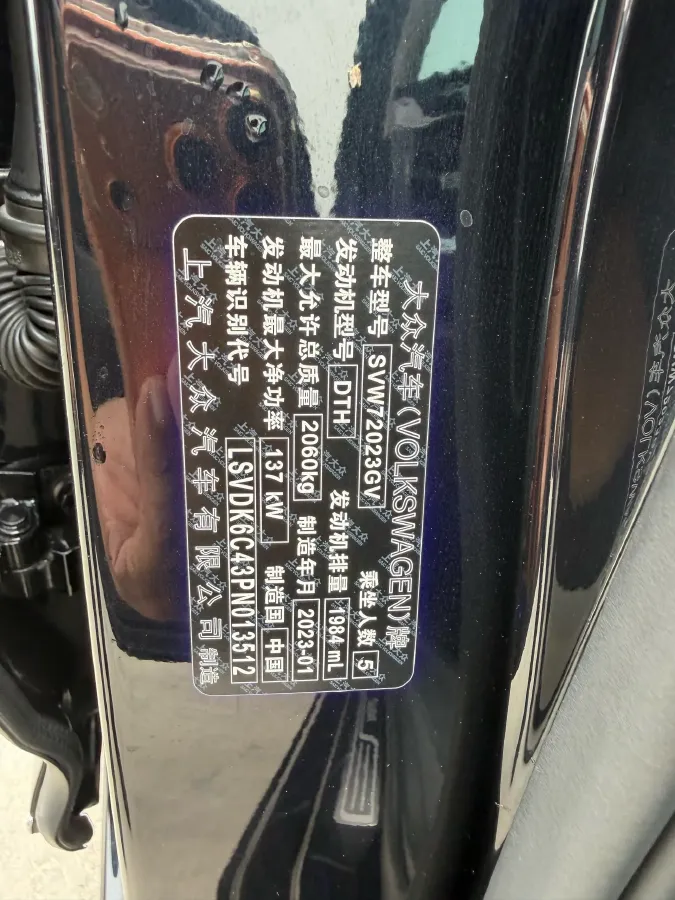 大众汽车(VOLKSWAGEN)牌
整车型号 SVW72023GV 乘坐人数 5
发动机型号 DTH 发动机排量 1984 mL
最大允许总质量 2060kg 制造年月 2023-01
发动机最大净功率 137 kW 制造国 中国
车辆识别代号 LSVDK6C43PN013512
上汽大众汽车有限公司 制造